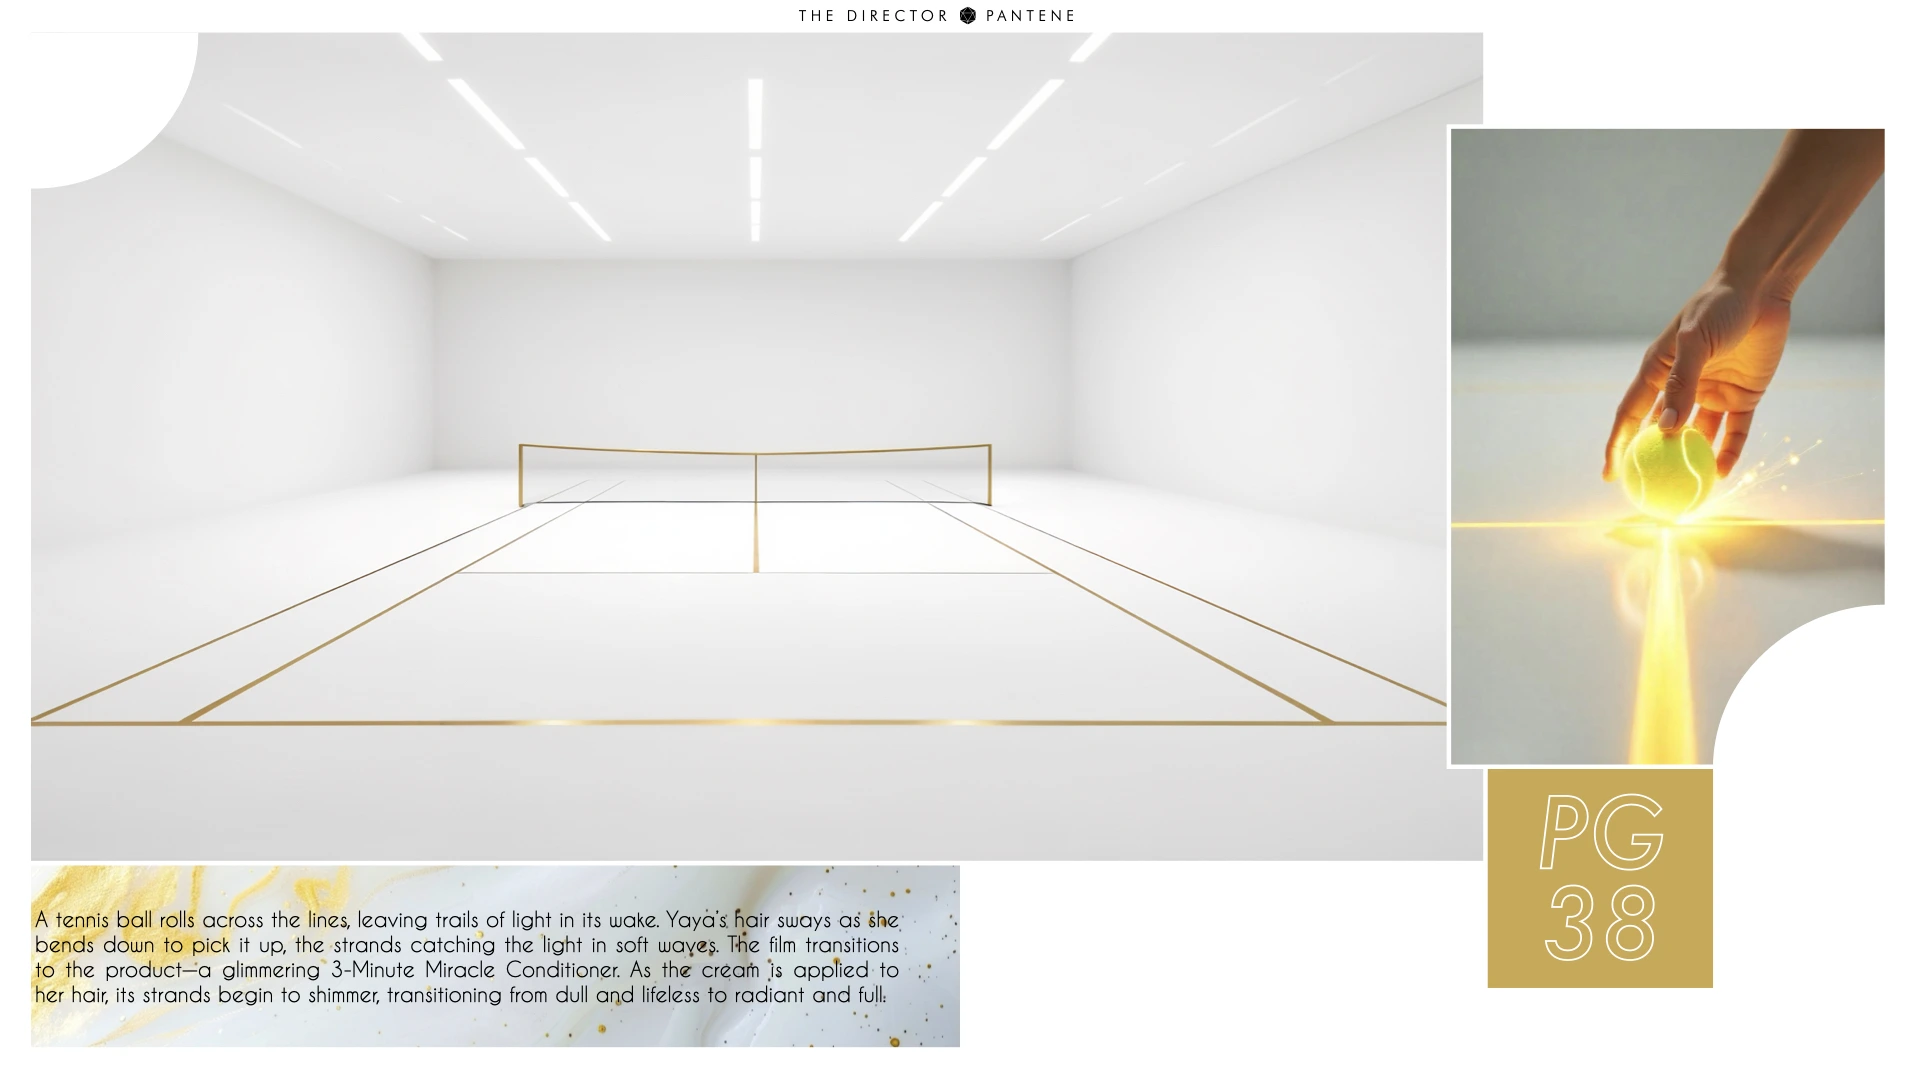 THE DIRECTOR PANTENE
A tennis ball rolls across the lines, leaving trails of light in its wake. Yaya's hair sways as she
bends down to pick it up, the strands catching the light in soft waves. The film transitions
to the product—a glimmering 3-Minute Miracle Conditioner. As the cream is applied to
her hair, its strands begin to shimmer, transitioning from dull and lifeless to radiant and full.
PG
38